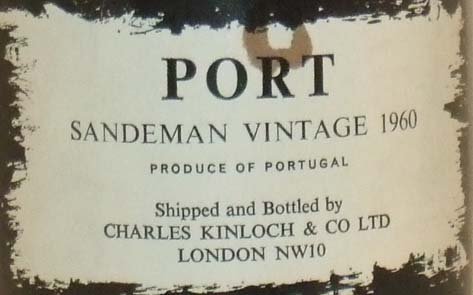 PORT
SANDEMAN VINTAGE 1960
PRODUCE OF PORTUGAL
Shipped and Bottled by
CHARLES KINLOCH & CO LTD
LONDON NW10